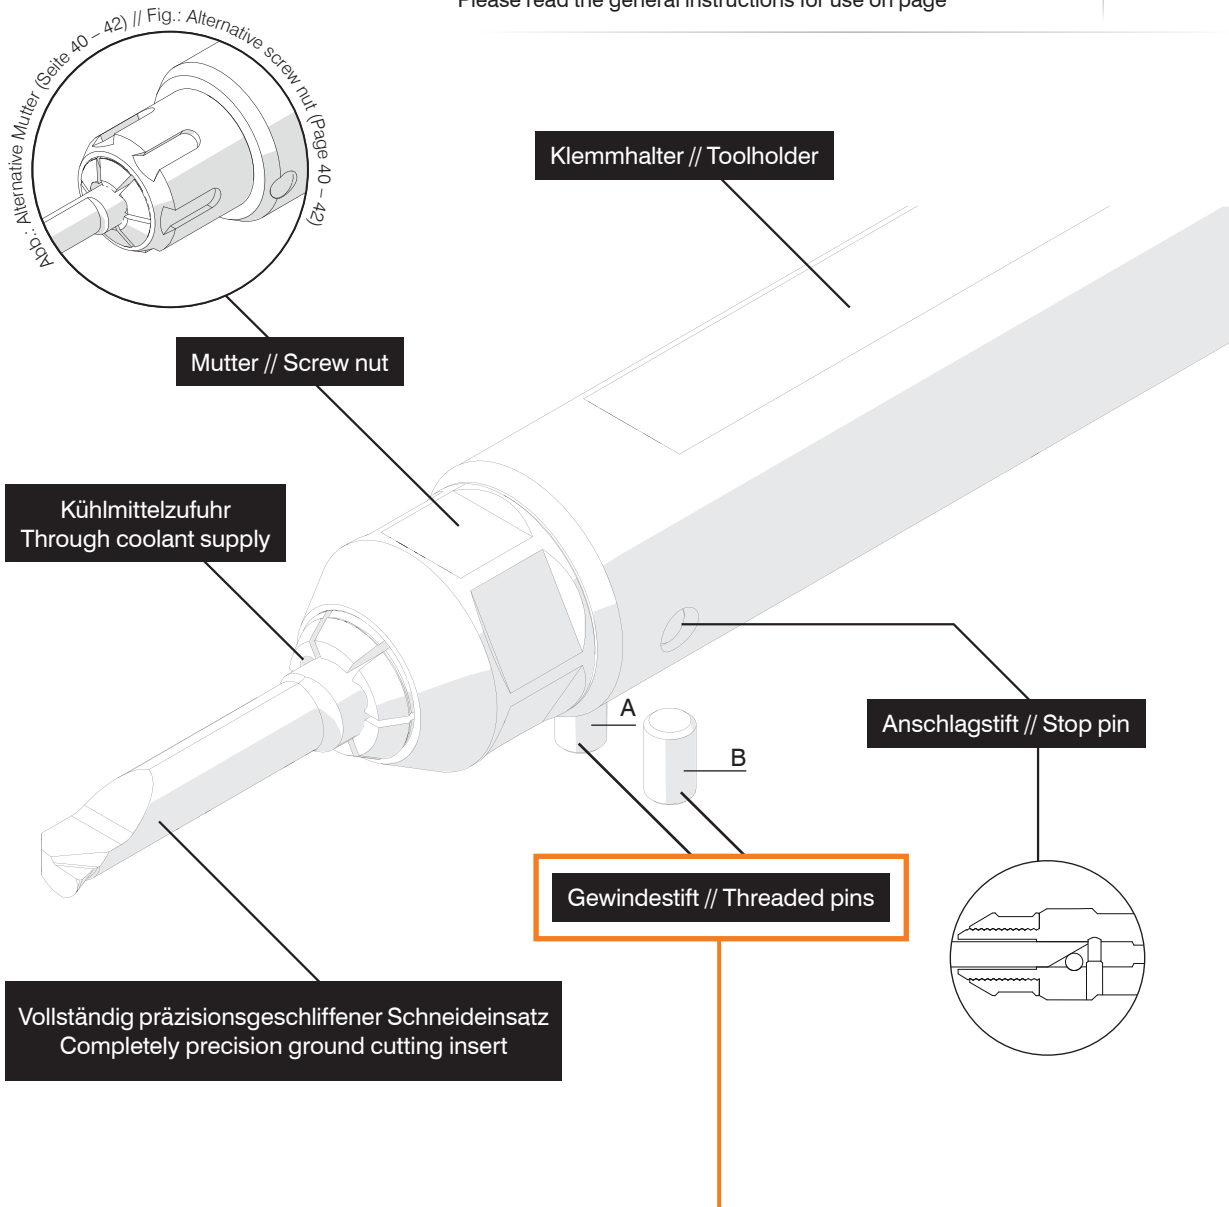 Please read the general instructions for use on page
Abb.: Alternative Mutter (Seite 40 – 42) // Fig.: Alternative screw nut (Page 40 – 42)
Klemmhalter // Toolholder
Mutter // Screw nut
Kühlmittelzufuhr
Through coolant supply
A
Anschlagstift // Stop pin
B
Gewindestift // Threaded pins
Vollständig präzisionsgeschliffener Schneideinsatz
Completely precision ground cutting insert